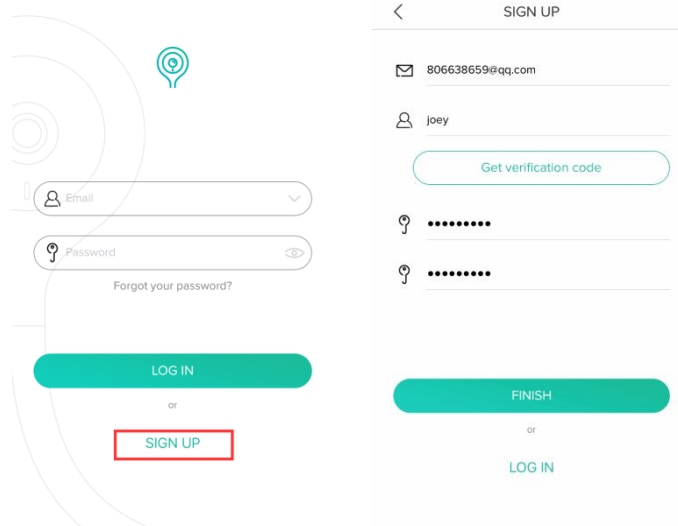 Email
Password
Forgot your password?
LOG IN
or
SIGN UP
SIGN UP
806638659@qq.com
joey
Get verification code
•••••••••
•••••••••
FINISH
or
LOG IN